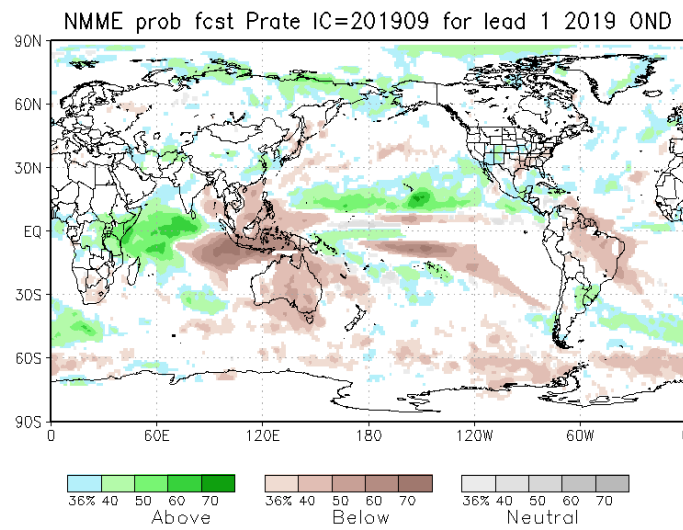 NMME prob fcst Prate IC=201909 for lead 1 2019 OND
90N
60N
30N
EQ
30S
60S
90S
0 60E 120E 180 120W 60W 0
36% 40 50 60 70 36% 40 50 60 70 36% 40 50 60 70
Above Below Neutral